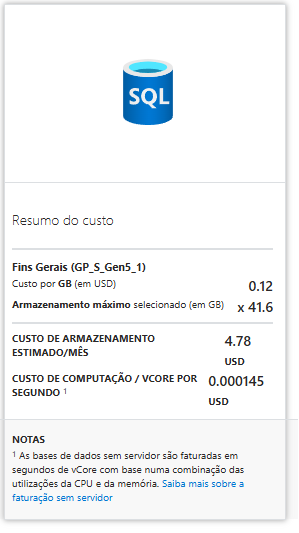 SQL
Resumo do custo
Fins Gerais (GP_S_Gen5_1)
Custo por GB (em USD) 0.12
Armazenamento máximo selecionado (em GB) x 41.6
CUSTO DE ARMAZENAMENTO 4.78
ESTIMADO/MÊS USD
CUSTO DE COMPUTAÇÃO / VCORE POR 0.000145
SEGUNDO ¹ USD
NOTAS
¹ As bases de dados sem servidor são faturadas em
segundos de vCore com base numa combinação das
utilizações da CPU e da memória. Saiba mais sobre a
faturação sem servidor